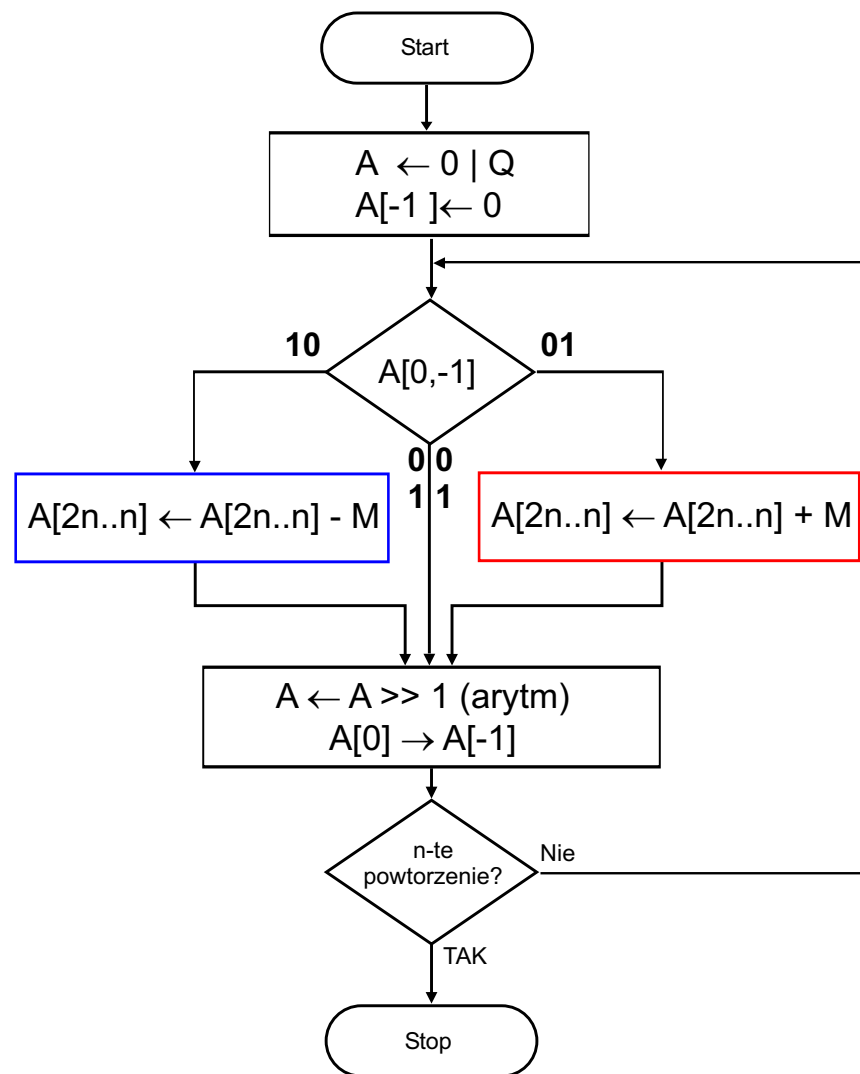 Start
A ← 0 | Q
A[-1 ]← 0
10
01
A[0,-1]
0 0
1 1
A[2n..n] ← A[2n..n] - M
A[2n..n] ← A[2n..n] + M
A ← A >> 1 (arytm)
A[0] → A[-1]
n-te
powtorzenie?
Nie
TAK
Stop